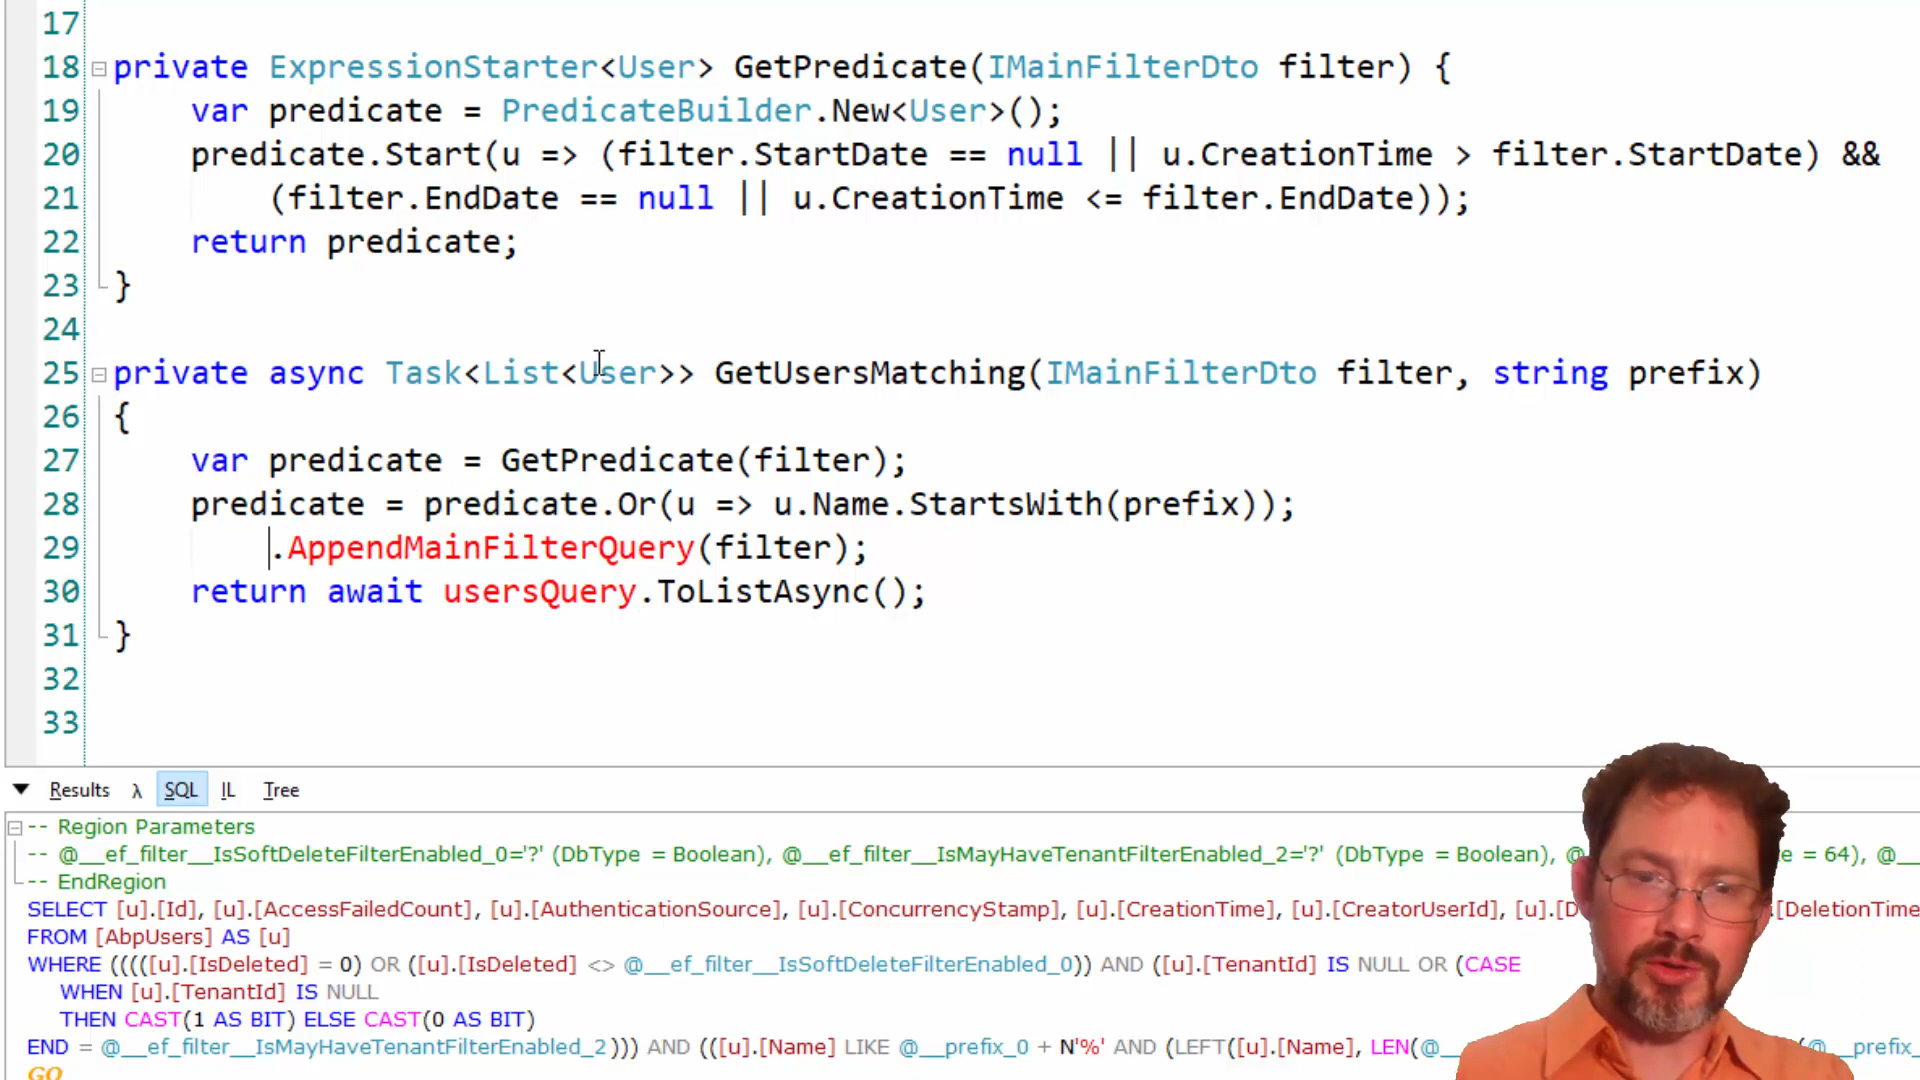 17
18 private ExpressionStarter<User> GetPredicate(IMainFilterDto filter) {
19 var predicate = PredicateBuilder.New<User>();
20 predicate.Start(u => (filter.StartDate == null || u.CreationTime > filter.StartDate) &&
21 (filter.EndDate == null || u.CreationTime <= filter.EndDate));
22 return predicate;
23 }
24
25 private async Task<List<User>> GetUsersMatching(IMainFilterDto filter, string prefix)
26 {
27 var predicate = GetPredicate(filter);
28 predicate = predicate.Or(u => u.Name.StartsWith(prefix));
29 .AppendMainFilterQuery(filter);
30 return await usersQuery.ToListAsync();
31 }
32
33
Results λ SQL IL Tree
-- Region Parameters
-- @__ef_filter__IsSoftDeleteFilterEnabled_0='?' (DbType = Boolean), @__ef_filter__IsMayHaveTenantFilterEnabled_2='?' (DbType = Boolean), @ = 64), @__
-- EndRegion
SELECT [u].[Id], [u].[AccessFailedCount], [u].[AuthenticationSource], [u].[ConcurrencyStamp], [u].[CreationTime], [u].[CreatorUserId], [u].[D .[DeletionTime
FROM [AbpUsers] AS [u]
WHERE (((([u].[IsDeleted] = 0) OR ([u].[IsDeleted] <> @__ef_filter__IsSoftDeleteFilterEnabled_0)) AND ([u].[TenantId] IS NULL OR (CASE
WHEN [u].[TenantId] IS NULL
THEN CAST(1 AS BIT) ELSE CAST(0 AS BIT)
END = @__ef_filter__IsMayHaveTenantFilterEnabled_2))) AND (([u].[Name] LIKE @__prefix_0 + N'%' AND (LEFT([u].[Name], LEN(@__ (@__prefix_
GO